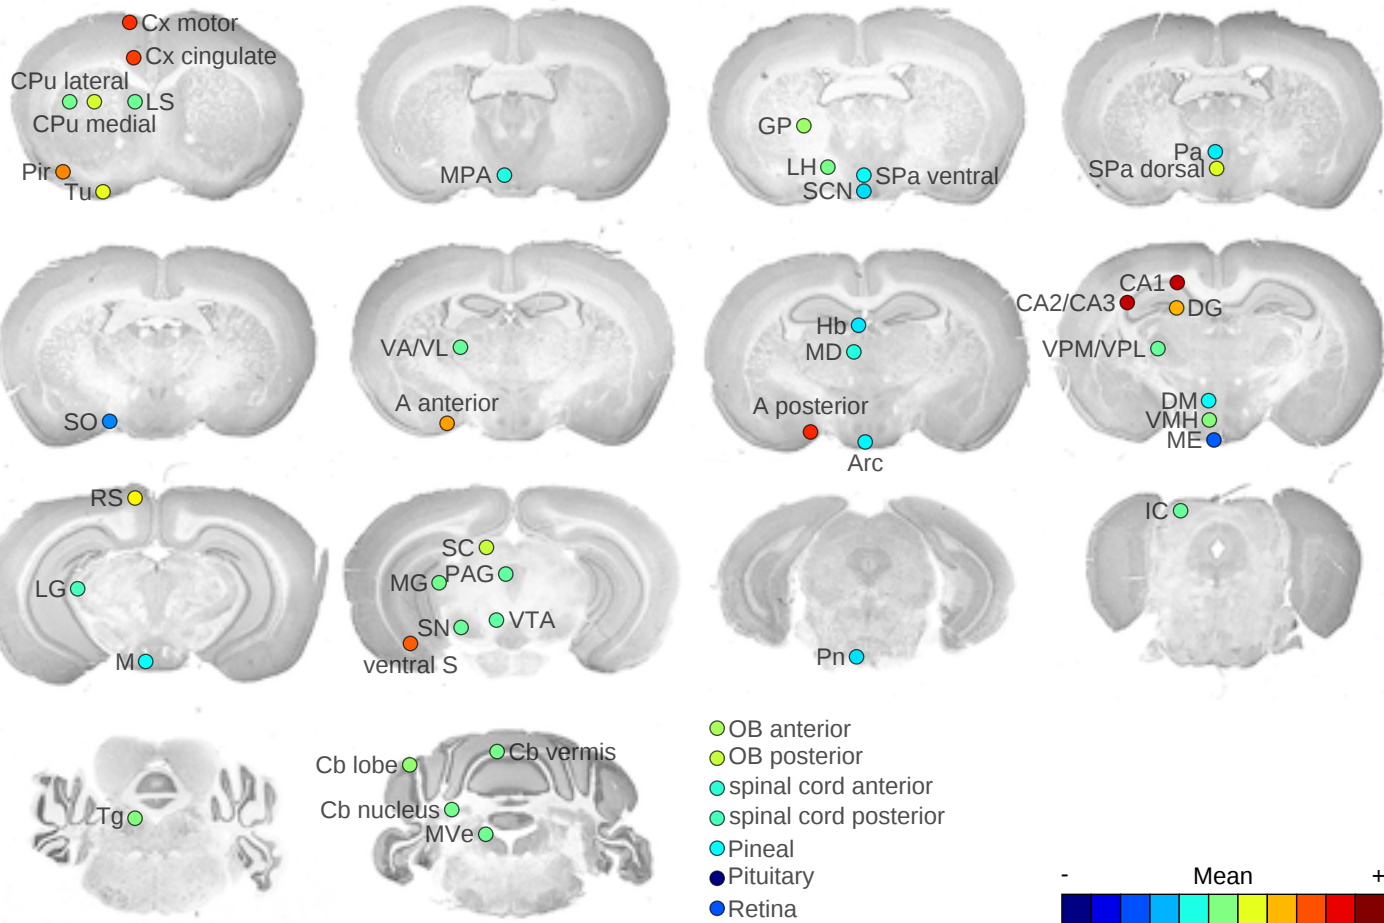 Cx motor
Cx cingulate
CPu lateral
LS
CPu medial
Pir
Tu
MPA
GP
LH
SPa ventral
SCN
Pa
SPa dorsal
SO
VA/VL
A anterior
Hb
MD
A posterior
Arc
CA1
CA2/CA3
DG
VPM/VPL
DM
VMH
ME
RS
LG
M
SC
MG
PAG
SN
VTA
ventral S
Pn
IC
Tg
Cb lobe
Cb vermis
Cb nucleus
MVe
OB anterior
OB posterior
spinal cord anterior
spinal cord posterior
Pineal
Pituitary
Retina
- Mean +